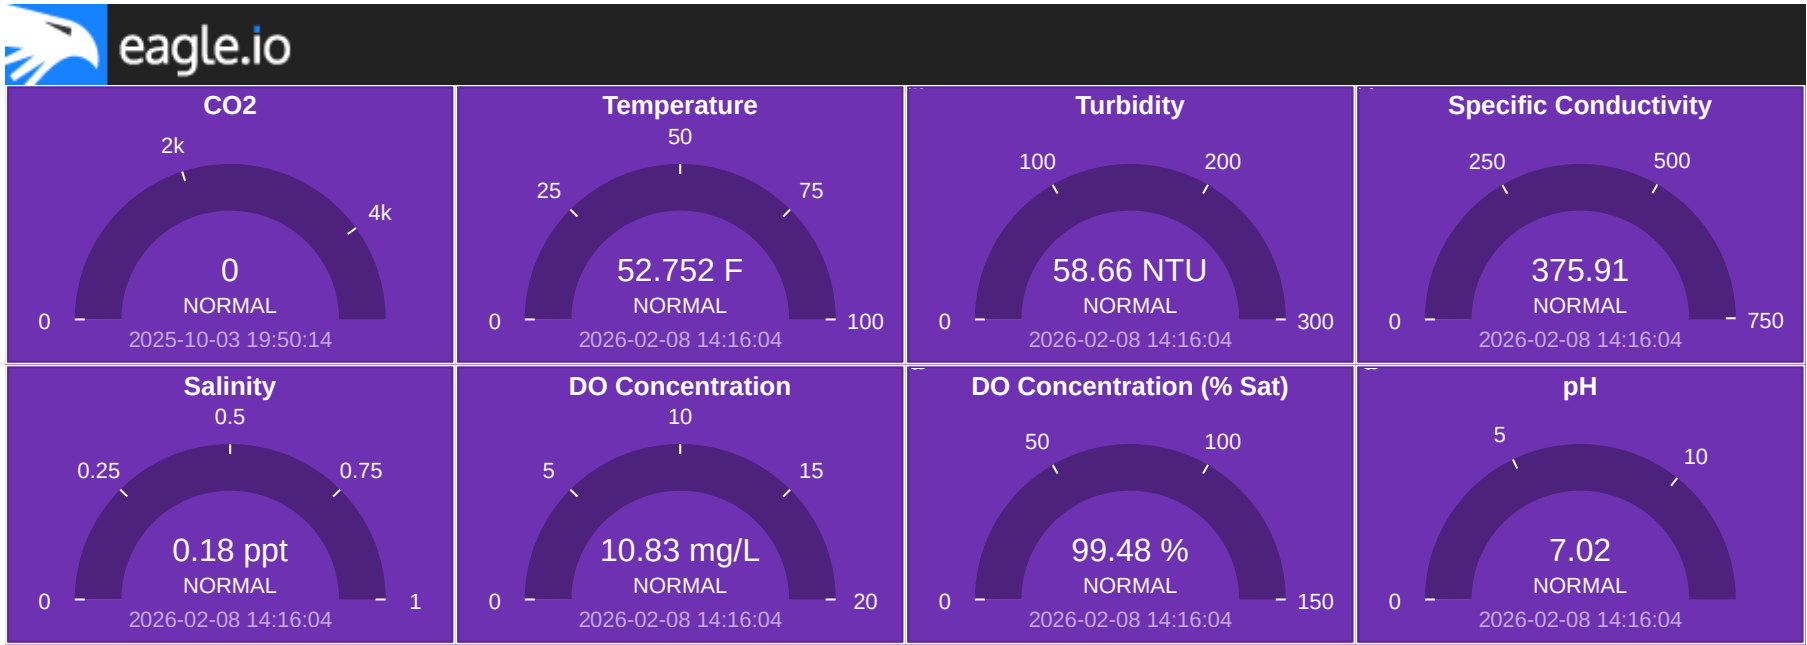 eagle.io
CO2
2k
4k
0
0
NORMAL
2025-10-03 19:50:14
Temperature
50
25
75
52.752 F
NORMAL
0
100
2026-02-08 14:16:04
Turbidity
100
200
58.66 NTU
NORMAL
0
300
2026-02-08 14:16:04
Specific Conductivity
250
500
375.91
NORMAL
0
750
2026-02-08 14:16:04
Salinity
0.5
0.25
0.75
0.18 ppt
NORMAL
0
1
2026-02-08 14:16:04
DO Concentration
10
5
15
10.83 mg/L
NORMAL
0
20
2026-02-08 14:16:04
DO Concentration (% Sat)
50
100
99.48 %
NORMAL
0
150
2026-02-08 14:16:04
pH
5
10
7.02
NORMAL
0
2026-02-08 14:16:04